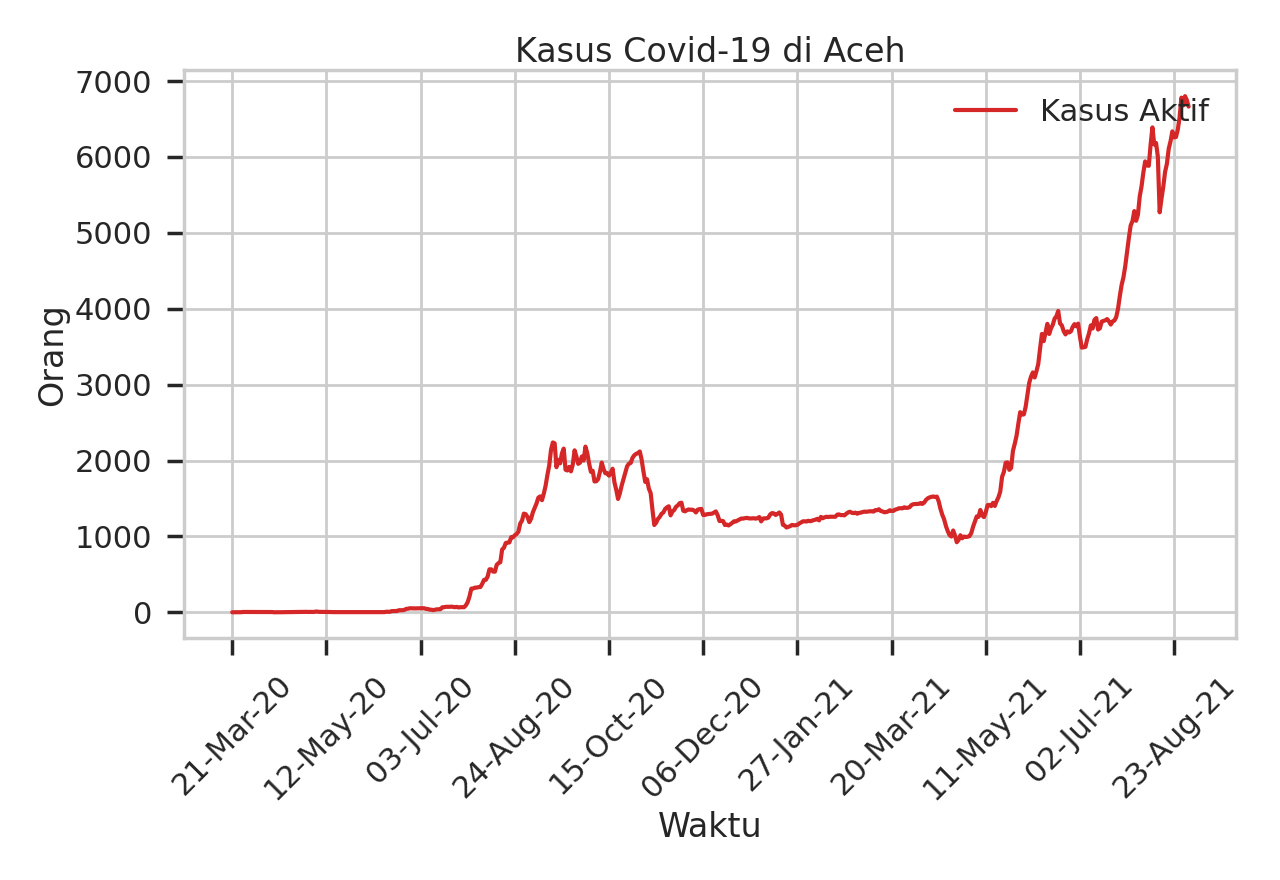 Kasus Covid-19 di Aceh
Kasus Aktif
7000
6000
5000
4000
3000
2000
1000
0
Orang
21-Mar-20
12-May-20
03-Jul-20
24-Aug-20
15-Oct-20
06-Dec-20
27-Jan-21
20-Mar-21
11-May-21
02-Jul-21
23-Aug-21
Waktu